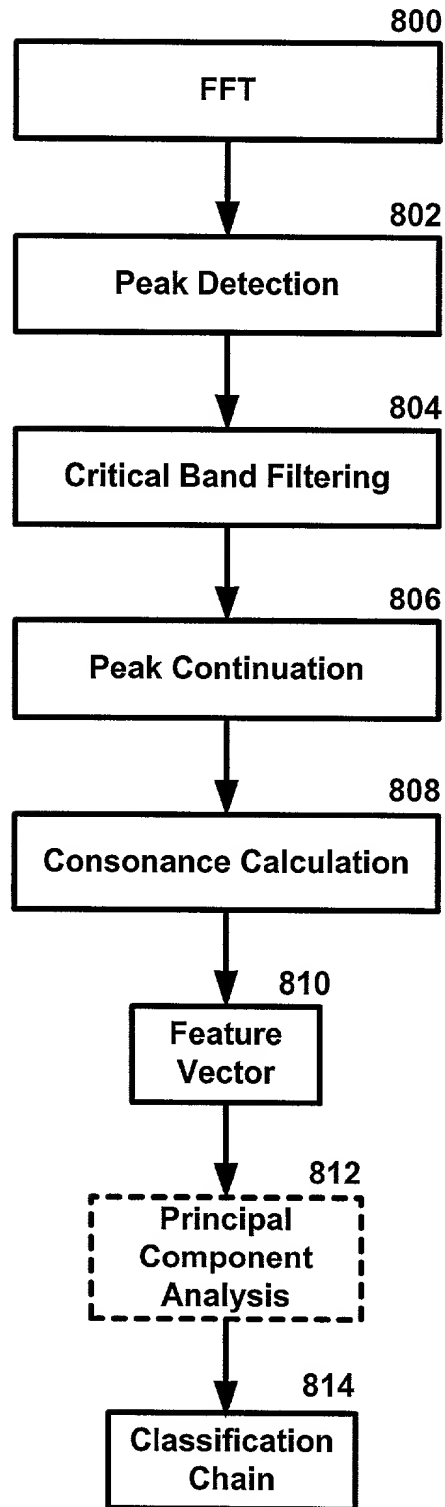 800
FFT
802
Peak Detection
804
Critical Band Filtering
806
Peak Continuation
808
Consonance Calculation
810
Feature
Vector
812
Principal
Component
Analysis
814
Classification
Chain